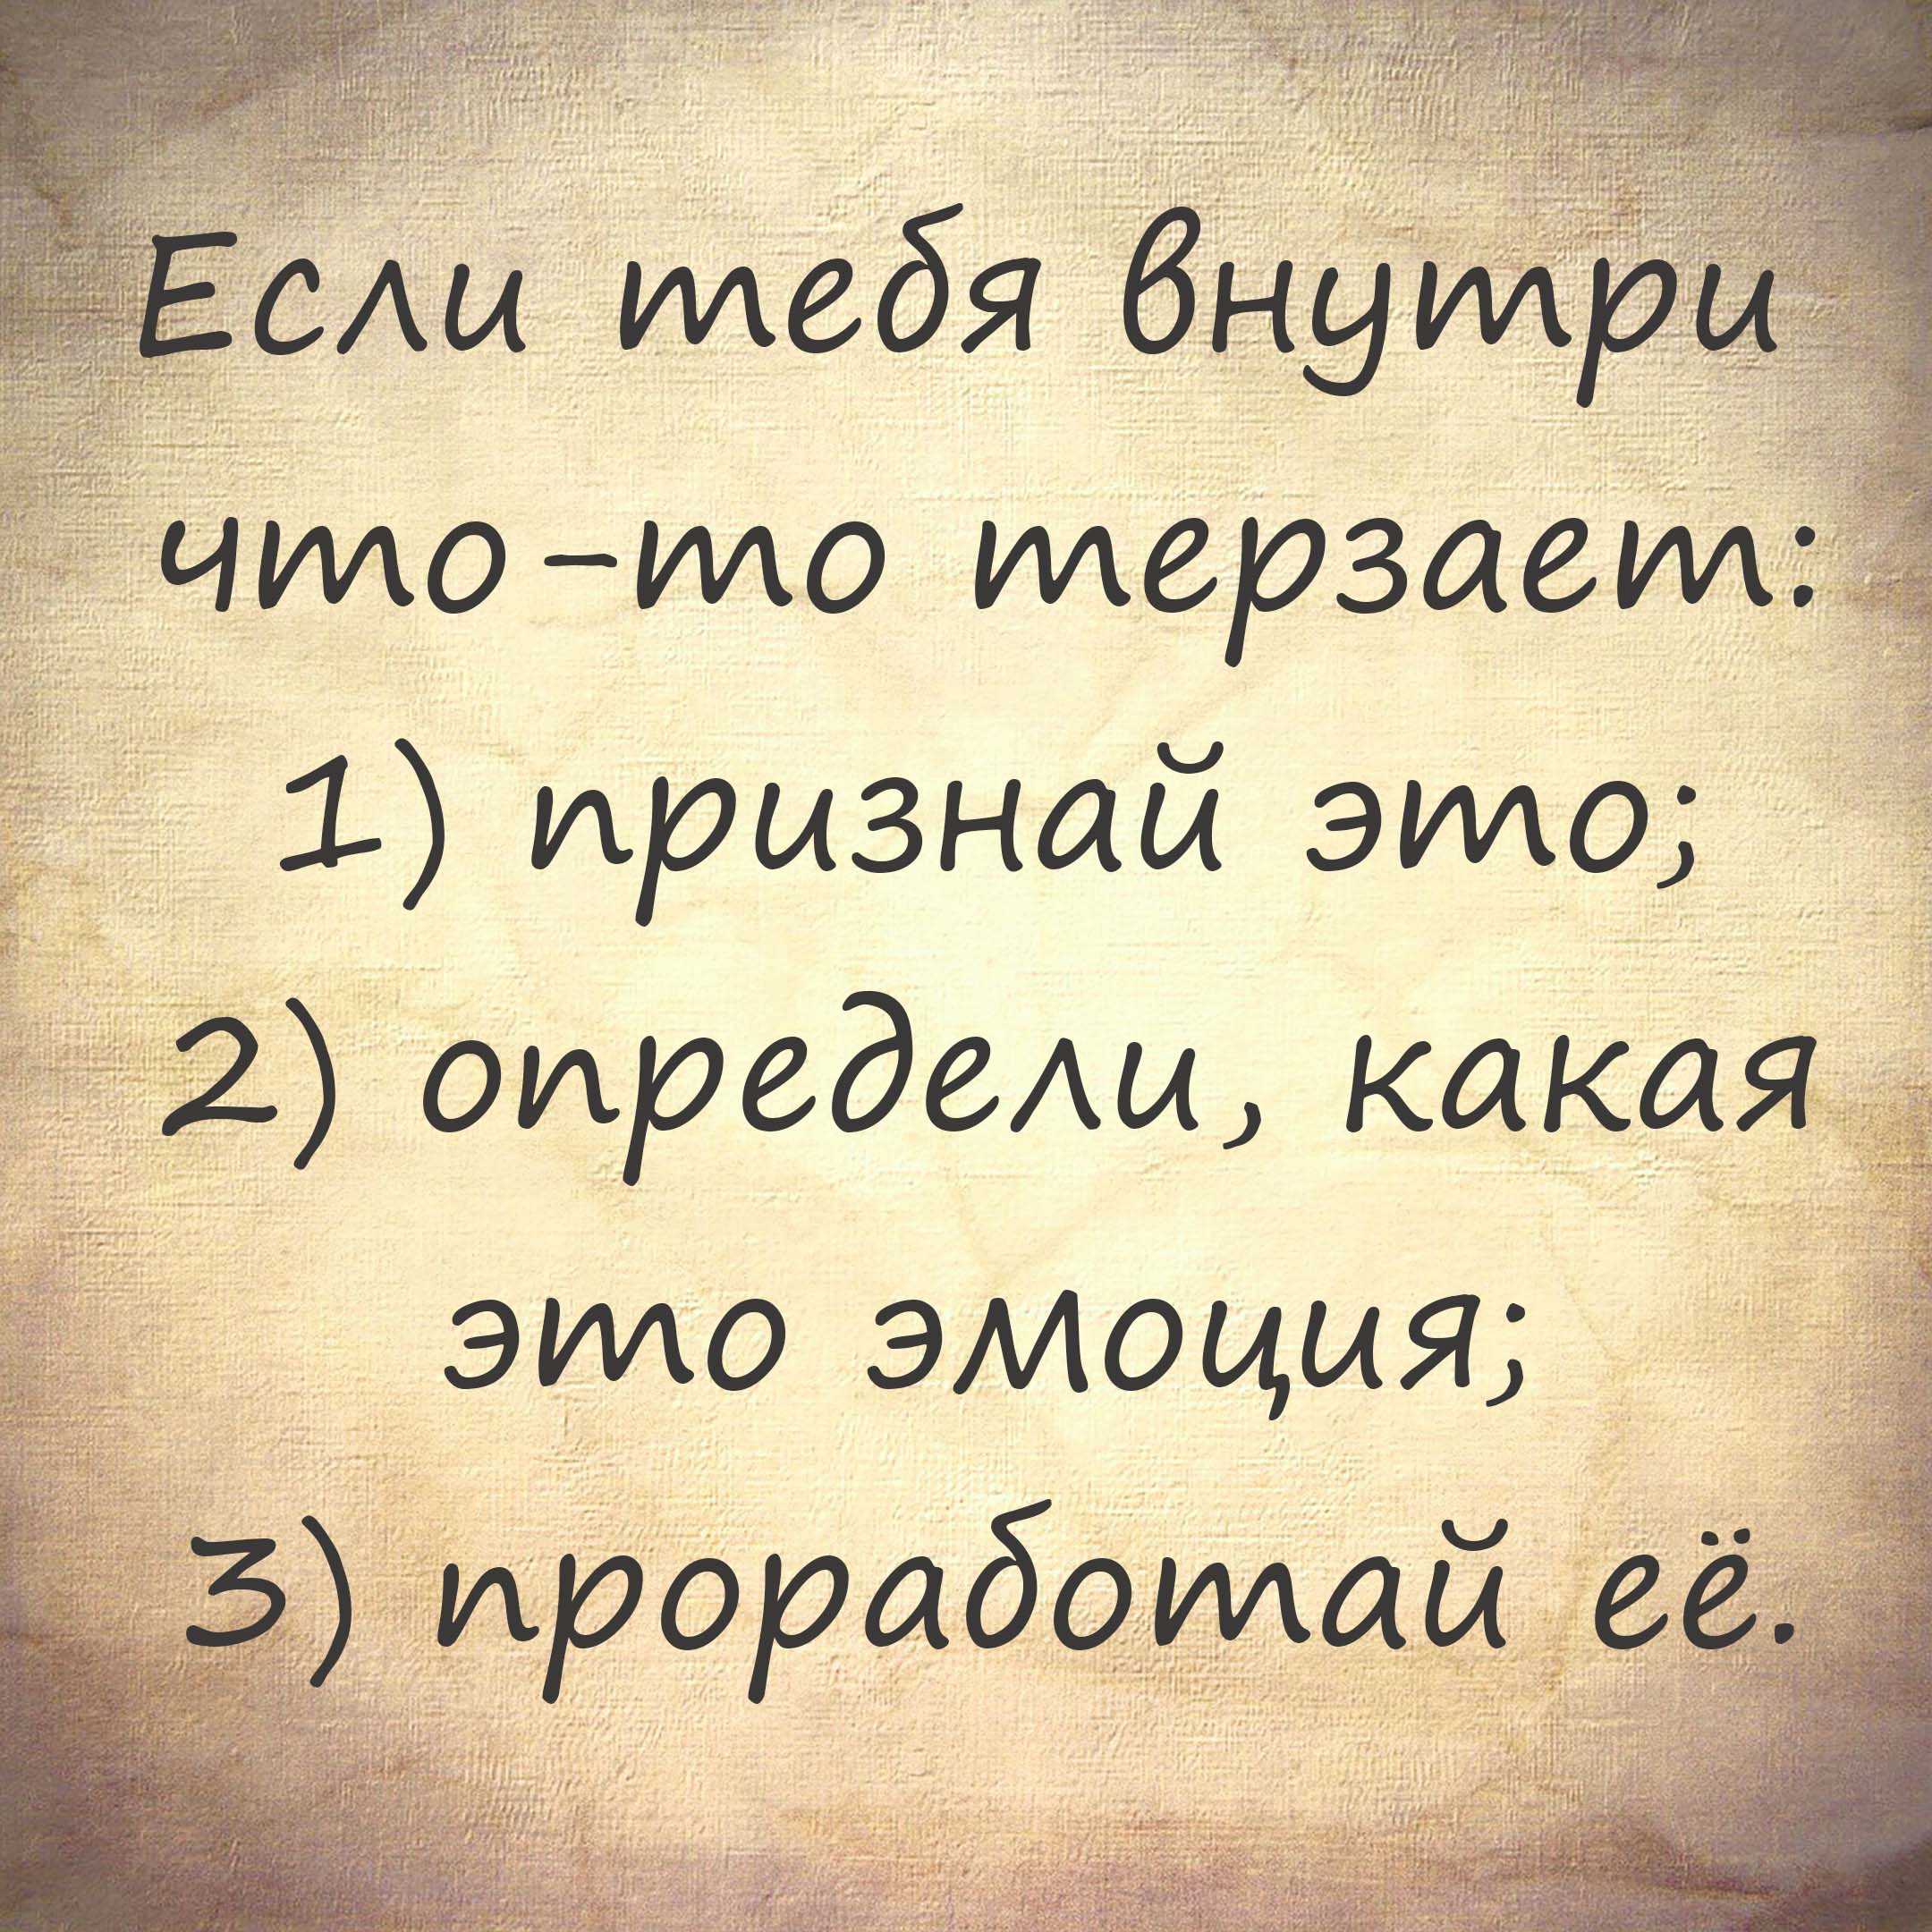 Если тебя внутри
что-то терзает:
1) признай это;
2) определи, какая
это эмоция;
3) проработай её.